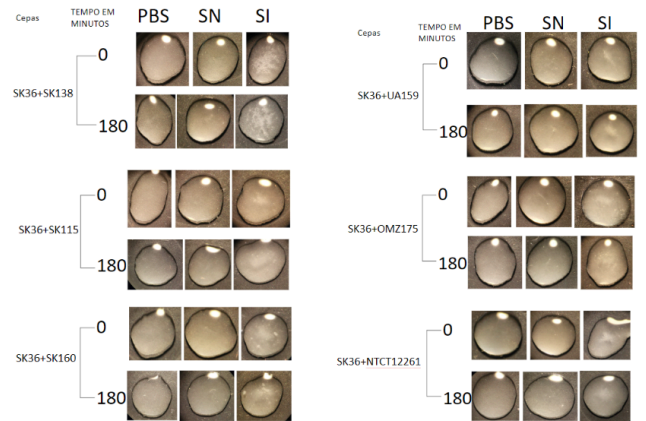 Cepas
TEMPO EM
MINUTOS
PBS SN SI
0
SK36+SK138
180
0
SK36+SK115
180
0
SK36+SK160
180
Cepas
TEMPO EM
MINUTOS
PBS SN SI
0
SK36+UA159
180
0
SK36+OMZ175
180
0
SK36+NTCT12261
180